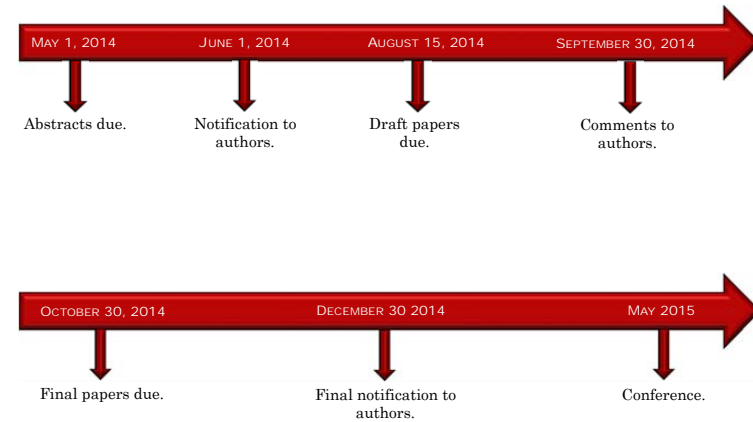 MAY 1, 2014 JUNE 1, 2014 AUGUST 15, 2014 SEPTEMBER 30, 2014
Abstracts due.
Notification to
authors.
Draft papers
due.
Comments to
authors.
OCTOBER 30, 2014 DECEMBER 30 2014 MAY 2015
Final papers due.
Final notification to
authors.
Conference.